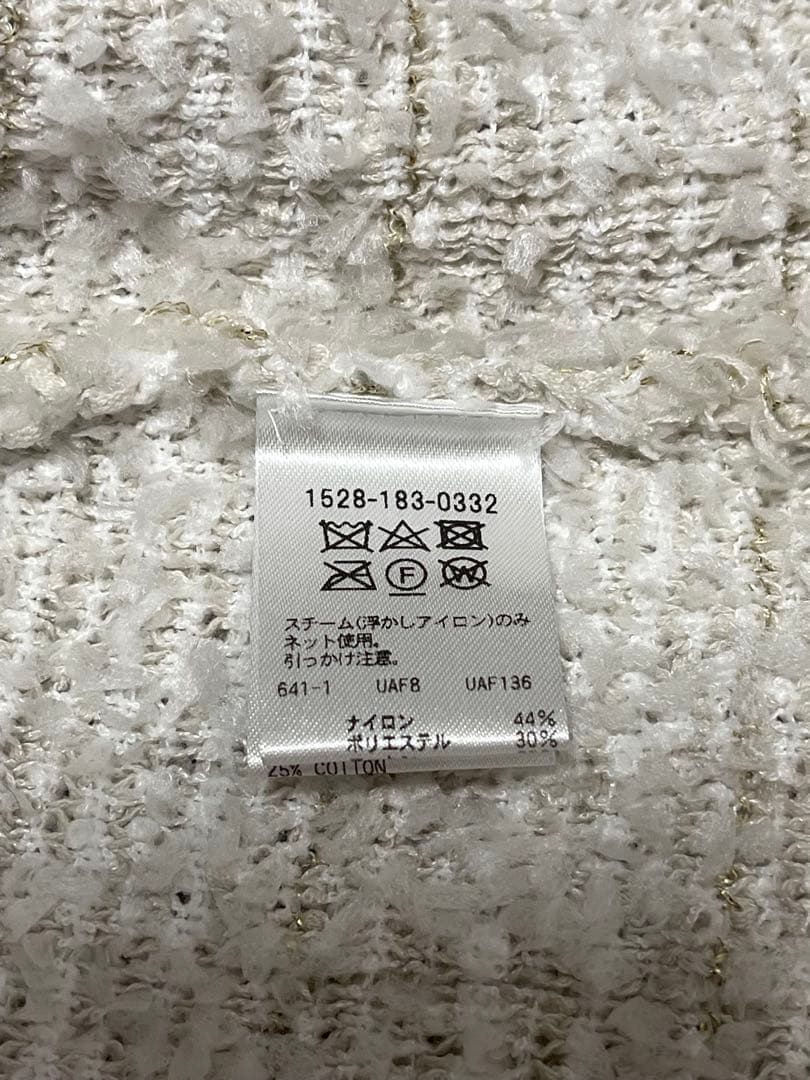 1528-183-0332
F W
スチーム(浮かしアイロン)のみ
ネット使用。
引っかけ注意。
641-1 UAF8 UAF136
ナイロン 44%
ポリエステル 30%
25% COTTON